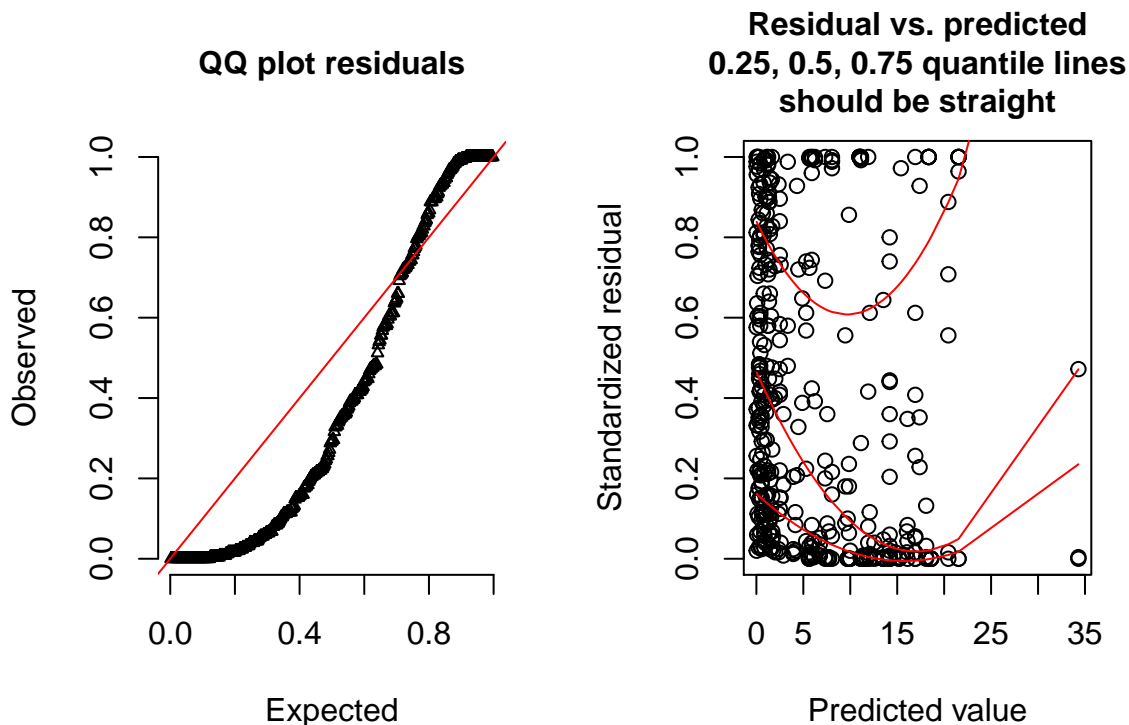 QQ plot residuals
Observed
0.0 0.2 0.4 0.6 0.8 1.0
0.0 0.4 0.8
Expected
Residual vs. predicted
0.25, 0.5, 0.75 quantile lines
should be straight
Standardized residual
0.0 0.2 0.4 0.6 0.8 1.0
0 5 15 25 35
Predicted value